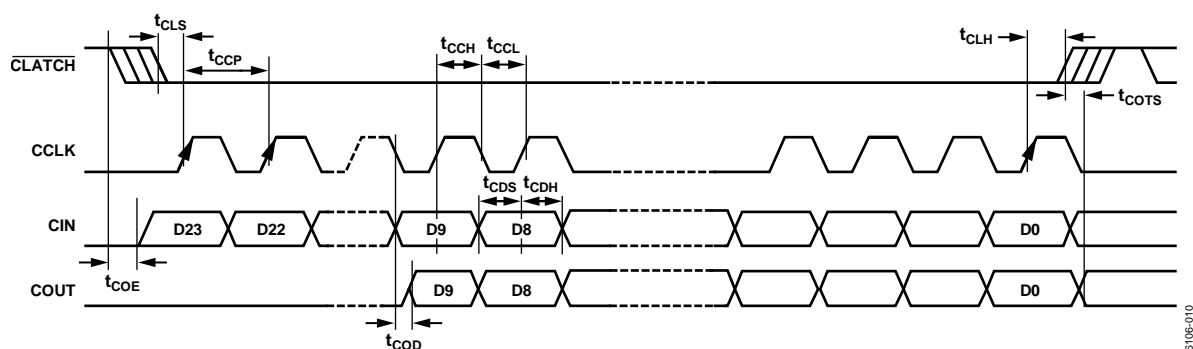 tCLS
tCCH tCCL
tCLH
tCCP
CLATCH
tCOTS
CCLK
tCDS tCDH
CIN
D23 D22 D9 D8 D0
tCOE
COUT
D9 D8 D0
tCOD
6106-010